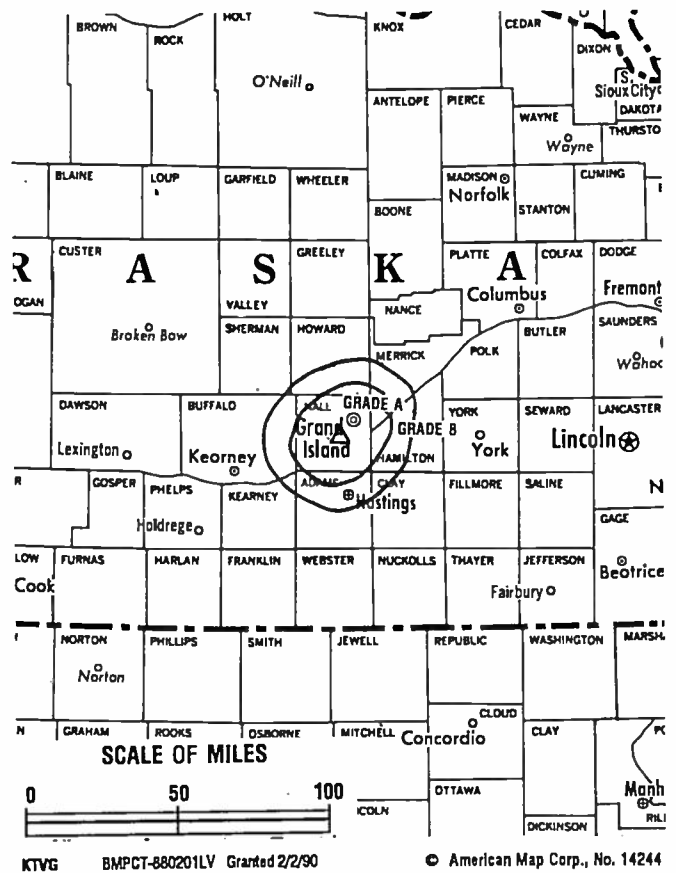 BROWN
ROCK
HOLT
KNOX
CEDAR
DIXON
O'Neill
S.
Sioux City
DAKOTA
ANTELOPE
PIERCE
WAYNE
Wayne
THURSTO
BLAINE
LOUP
GARFIELD
WHEELER
MADISON
Norfolk
CUMING
BOONE
STANTON
CUSTER
GREELEY
PLATTE
COLFAX
DODGE
R A S K A
OGAN
VALLEY
NANCE
Columbus
Fremont
Broken Bow
SHERMAN
HOWARD
BUTLER
SAUNDERS
MERRICK
POLK
Wahoo
DAWSON
BUFFALO
HALL
GRADE A
YORK
SEWARD
LANCASTER
Grand
Island
GRADE B
Lexington
Kearney
York
Lincoln
HAMILTON
R
GOSPER
PHELPS
KEARNEY
ADAMS
CLAY
FILLMORE
SALINE
N
Hastings
Holdrege
GAGE
LOW
FURNAS
HARLAN
FRANKLIN
WEBSTER
NUCKOLLS
THAYER
JEFFERSON
Cook
Fairbury
Beatrice
NORTON
PHILLIPS
SMITH
JEWELL
REPUBLIC
WASHINGTON
MARSHA
Norton
CLOUD
N
GRAHAM
ROOKS
OSBORNE
MITCHELL
Concordia
CLAY
PO
SCALE OF MILES
0 50 100
OTTAWA
Manh
COLN
RIL
DICKINSON
KTVG BMPCT-880201LV Granted 2/2/90 © American Map Corp., No. 14244